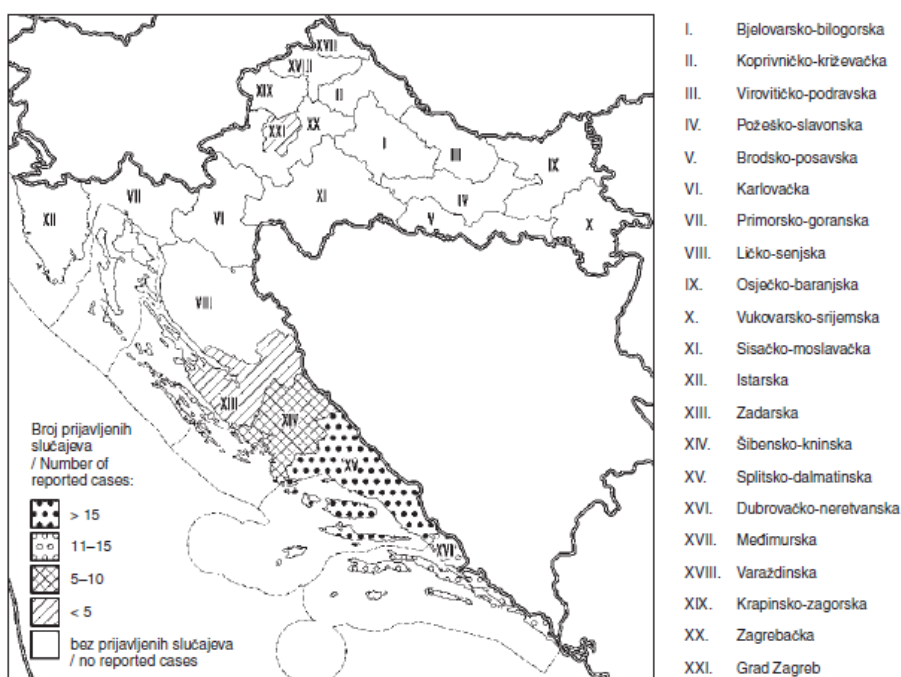 XVII
XVIII
XIX
II
XXI
XX
I
III
IX
IV
V
X
XI
VI
VII
XII
VIII
XIII
XIV
XV
XVI
Broj prijavljenih
slučajeva
/ Number of
reported cases:
> 15
11–15
5–10
< 5
bez prijavljenih slučajeva
/ no reported cases
I. Bjelovarsko-bilogorska
II. Koprivničko-križevačka
III. Virovitičko-podravska
IV. Požeško-slavonska
V. Brodsko-posavska
VI. Karlovačka
VII. Primorsko-goranska
VIII. Ličko-senjska
IX. Osječko-baranjska
X. Vukovarsko-srijemska
XI. Sisačko-moslavačka
XII. Istarska
XIII. Zadarska
XIV. Šibensko-kninska
XV. Splitsko-dalmatinska
XVI. Dubrovačko-neretvanska
XVII. Međimurska
XVIII. Varaždinska
XIX. Krapinsko-zagorska
XX. Zagrebačka
XXI. Grad Zagreb